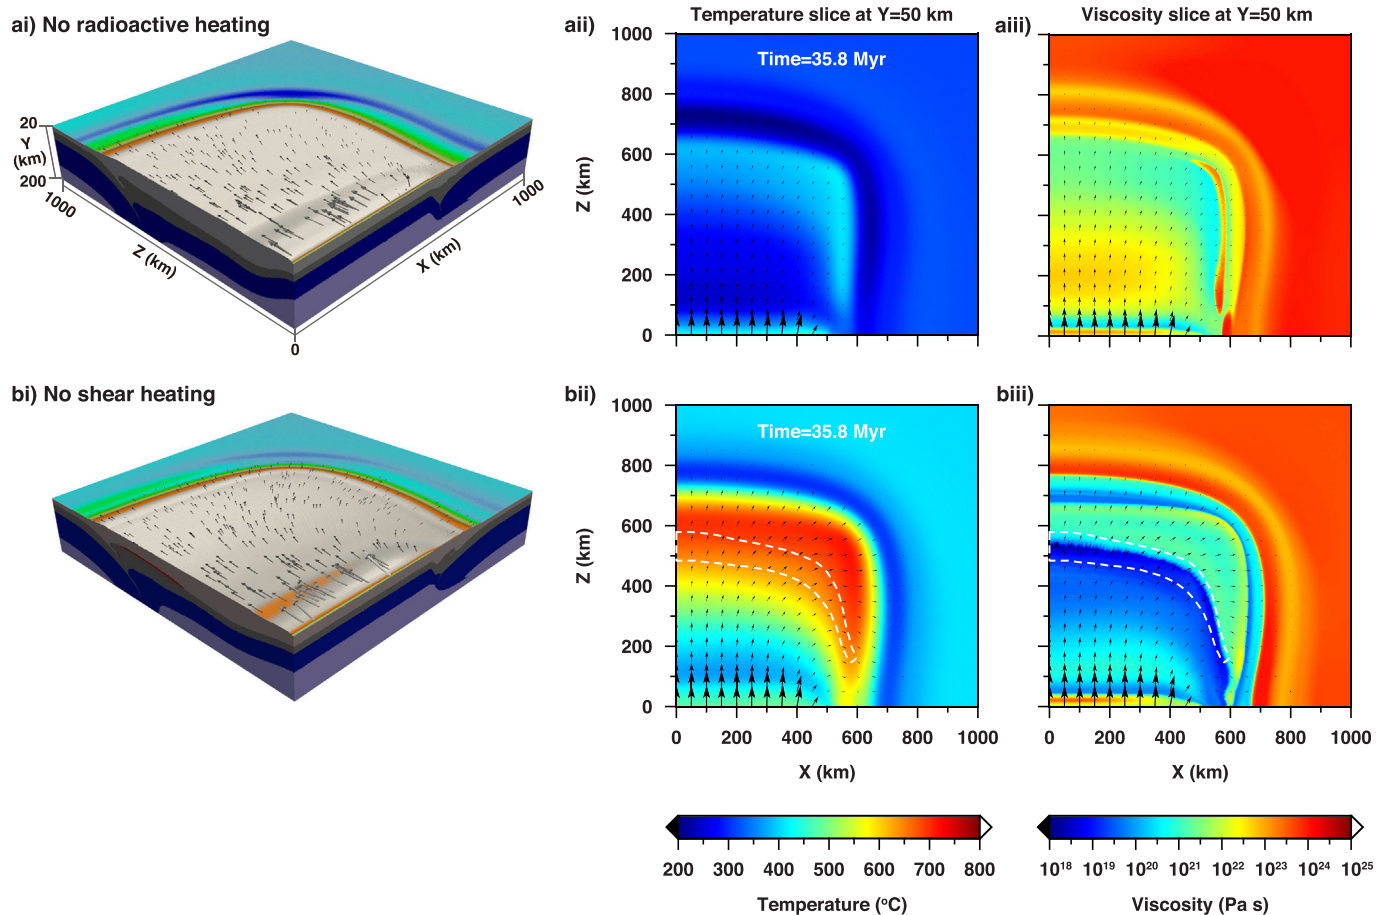 ai) No radioactive heating
20
Y
(km)
200
1000
Z (km)
0
X (km)
1000
aii)
Temperature slice at Y=50 km
Time=35.8 Myr
1000
800
600
400
200
0
Z (km)
aiii)
Viscosity slice at Y=50 km
bi) No shear heating
bii)
Time=35.8 Myr
1000
800
600
400
200
0
Z (km)
0 200 400 600 800 1000
X (km)
biii)
0 200 400 600 800 1000
X (km)
200 300 400 500 600 700 800
Temperature (°C)
10¹⁸ 10¹⁹ 10²⁰ 10²¹ 10²² 10²³ 10²⁴ 10²⁵
Viscosity (Pa s)